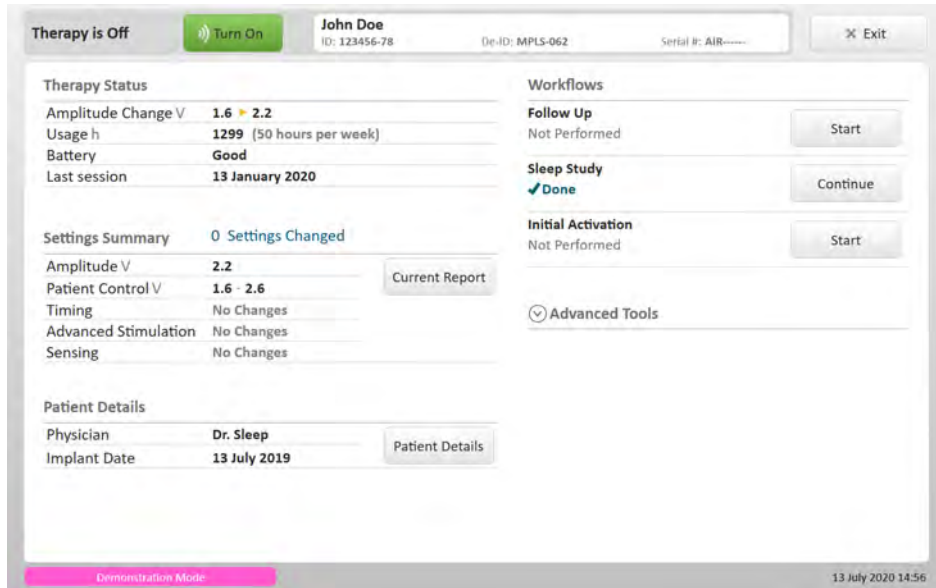 Therapy is Off
Turn On
John Doe
ID: 123456-78 De-ID: MPLS-062 Serial #: AIR------
× Exit
Therapy Status
Amplitude Change V 1.6 ▸ 2.2
Usage h 1299 (50 hours per week)
Battery Good
Last session 13 January 2020
Settings Summary 0 Settings Changed
Amplitude V 2.2
Patient Control V 1.6 - 2.6
Current Report
Timing No Changes
Advanced Stimulation No Changes
Sensing No Changes
Patient Details
Physician Dr. Sleep
Implant Date 13 July 2019
Patient Details
Workflows
Follow Up
Not Performed
Start
Sleep Study
✓Done
Continue
Initial Activation
Not Performed
Start
Advanced Tools
Demonstration Mode
13 July 2020 14:56